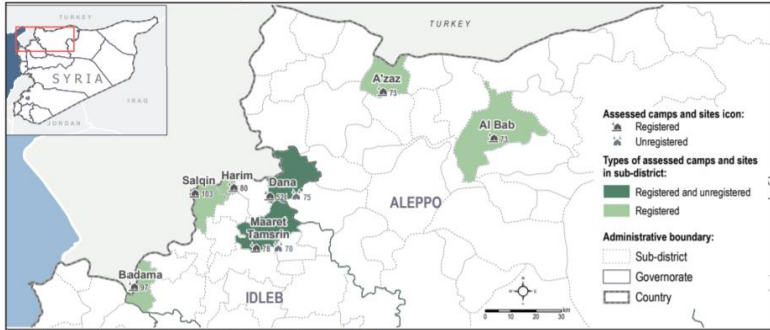 TURKEY
SYRIA
IRAQ
JORDAN
TURKEY
A'zaz
73
Al Bab
73
Salqin
103
Harim
80
Dana
75
Maaret
Tamsrin
78 70
Badama
97
ALEPPO
IDLEB
N
0 10 20 30
km
Assessed camps and sites icon:
Registered
Unregistered
Types of assessed camps and sites
in sub-district:
Registered and unregistered
Registered
Administrative boundary:
Sub-district
Governorate
Country